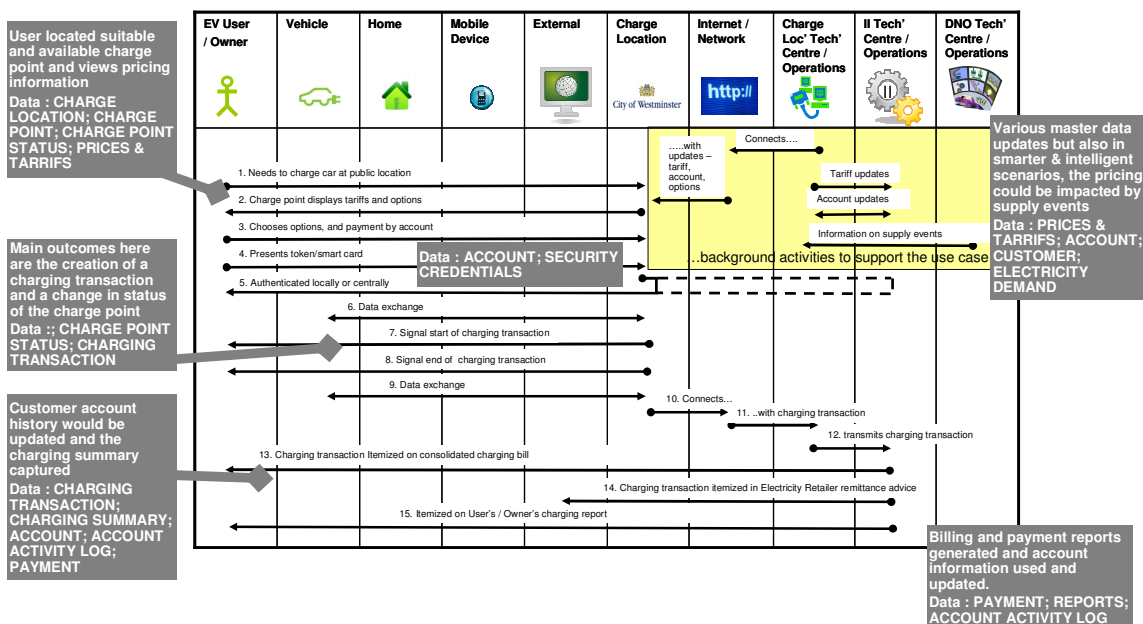 EV User
/ Owner
Vehicle
Home
Mobile
Device
External
Charge
Location
Internet /
Network
Charge
Loc' Tech'
Centre /
Operations
II Tech'
Centre /
Operations
DNO Tech'
Centre /
Operations
City of Westminster
http://
II
User located suitable
and available charge
point and views pricing
information
Data : CHARGE
LOCATION; CHARGE
POINT; CHARGE POINT
STATUS; PRICES &
TARRIFS
Main outcomes here
are the creation of a
charging transaction
and a change in status
of the charge point
Data :; CHARGE POINT
STATUS; CHARGING
TRANSACTION
Customer account
history would be
updated and the
charging summary
captured
Data : CHARGING
TRANSACTION;
CHARGING SUMMARY;
ACCOUNT; ACCOUNT
ACTIVITY LOG;
PAYMENT
1. Needs to charge car at public location
2. Charge point displays tariffs and options
3. Chooses options, and payment by account
4. Presents token/smart card
5. Authenticated locally or centrally
Data : ACCOUNT; SECURITY
CREDENTIALS
6. Data exchange
7. Signal start of charging transaction
8. Signal end of charging transaction
9. Data exchange
10. Connects…
11. ..with charging transaction
12. transmits charging transaction
13. Charging transaction Itemized on consolidated charging bill
14. Charging transaction itemized in Electricity Retailer remittance advice
15. Itemized on User's / Owner's charging report
Connects….
…..with
updates –
tariff,
account,
options
Tariff updates
Account updates
Information on supply events
…background activities to support the use case
Various master data
updates but also in
smarter & intelligent
scenarios, the pricing
could be impacted by
supply events
Data : PRICES &
TARRIFS; ACCOUNT;
CUSTOMER;
ELECTRICITY
DEMAND
Billing and payment reports
generated and account
information used and
updated.
Data : PAYMENT; REPORTS;
ACCOUNT ACTIVITY LOG